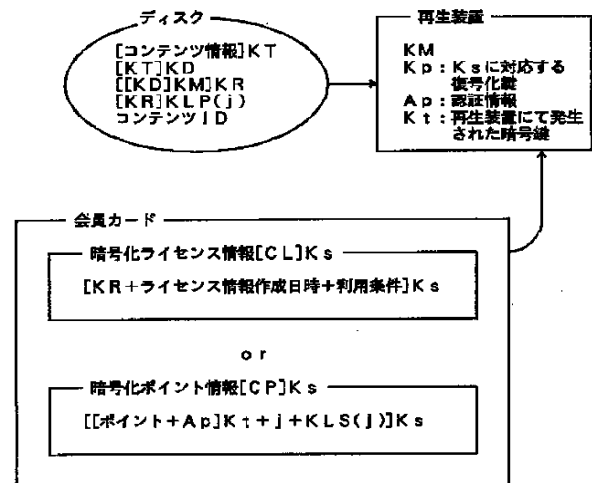 ディスク
[コンテンツ情報]KT
[KT]KD
[[KD]KM]KR
[KR]KLP(j)
コンテンツID
再生装置
KM
Kp:Ksに対応する
復号化鍵
Ap:認証情報
Kt:再生装置にて発生
された暗号鍵
会員カード
暗号化ライセンス情報[CL]Ks
[KR+ライセンス情報作成日時+利用条件]Ks
or
暗号化ポイント情報[CP]Ks
[[ポイント+Ap]Kt+j+KLS(j)]Ks